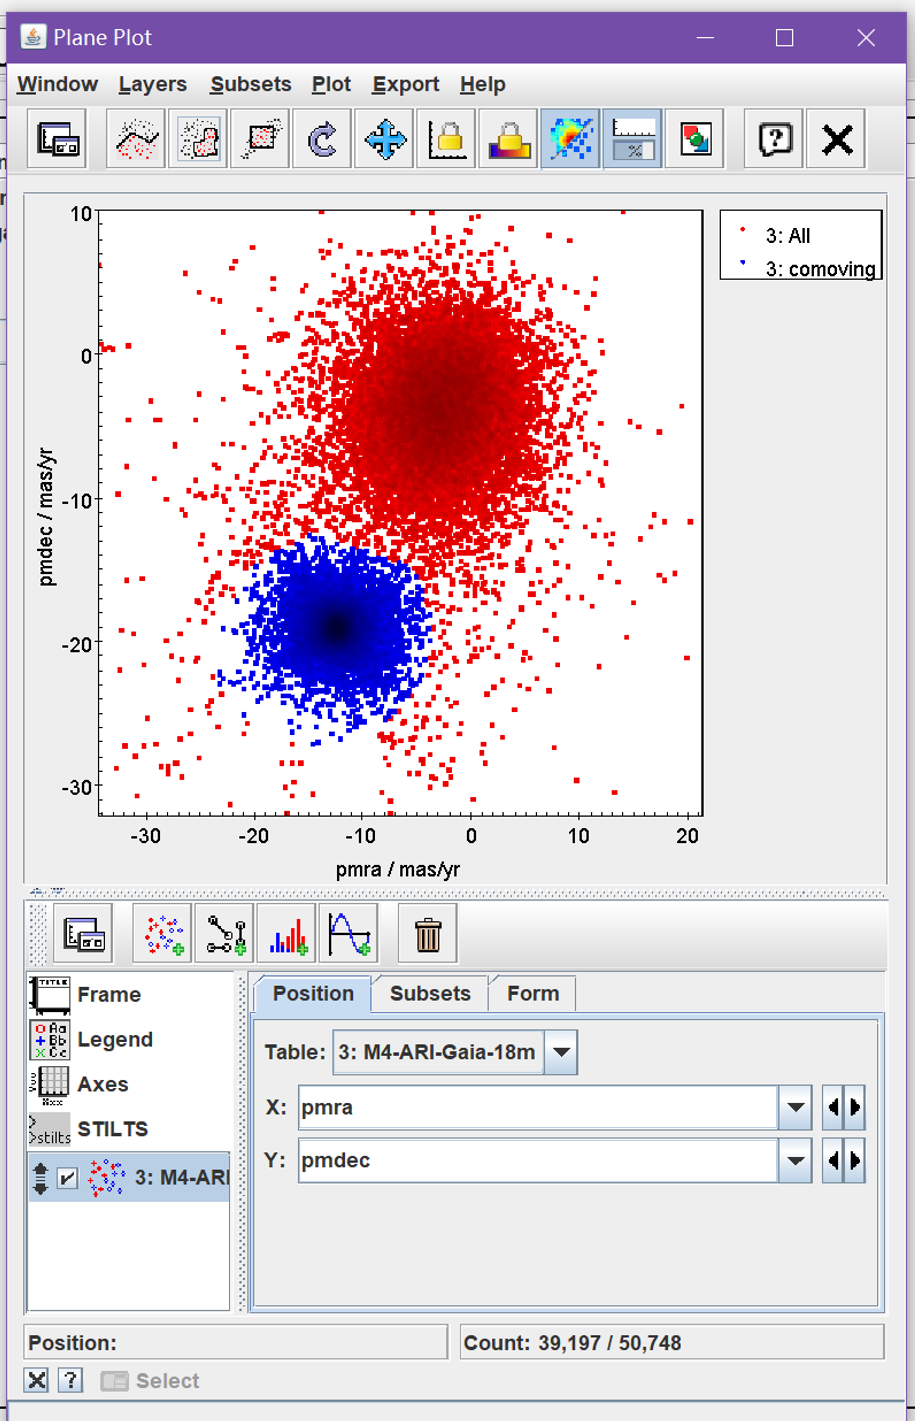 Plane Plot
Window Layers Subsets Plot Export Help
10
0
-10
-20
-30
pmdec / mas/yr
-30 -20 -10 0 10 20
pmra / mas/yr
3: All
3: comoving
Frame
Legend
Axes
STILTS
3: M4-ARI
Position Subsets Form
Table: 3: M4-ARI-Gaia-18m
X: pmra
Y: pmdec
Position:
Count: 39,197 / 50,748
Select